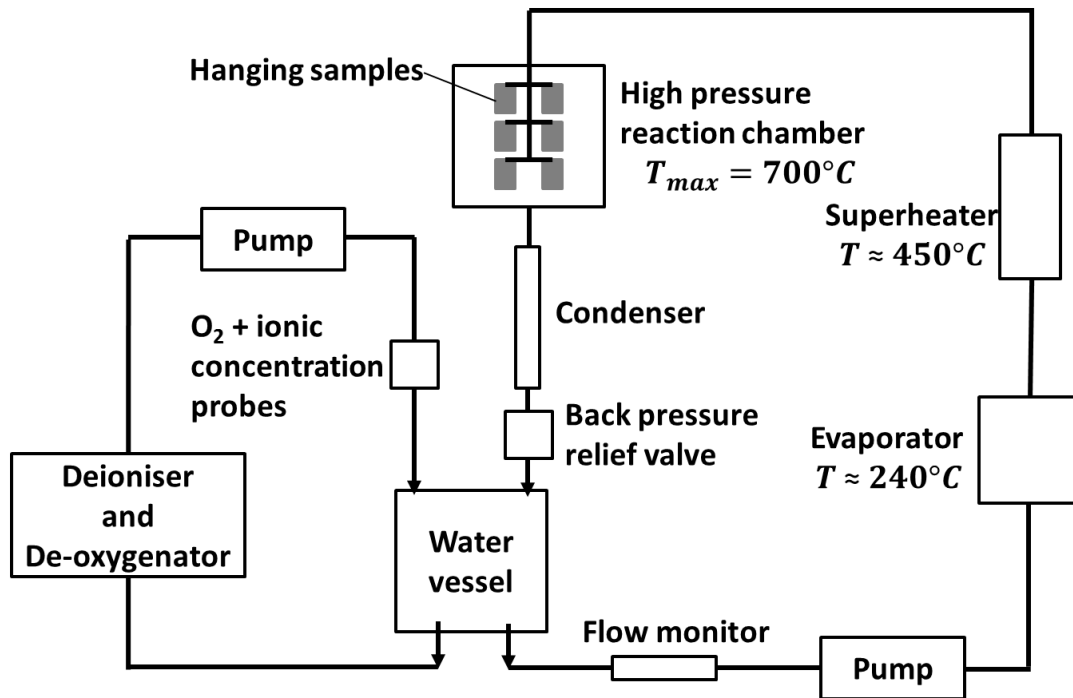 Hanging samples
High pressure
reaction chamber
T_max = 700°C
Superheater
T ≈ 450°C
Pump
O₂ + ionic
concentration
probes
Condenser
Back pressure
relief valve
Evaporator
T ≈ 240°C
Deioniser
and
De-oxygenator
Water
vessel
Flow monitor
Pump